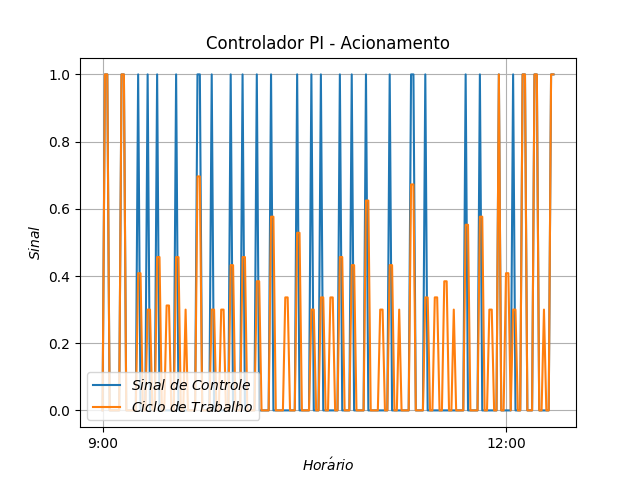 Controlador PI - Acionamento
1.0
0.8
0.6
0.4
0.2
0.0
Sinal
Sinal de Controle
Ciclo de Trabalho
9:00
12:00
Horário